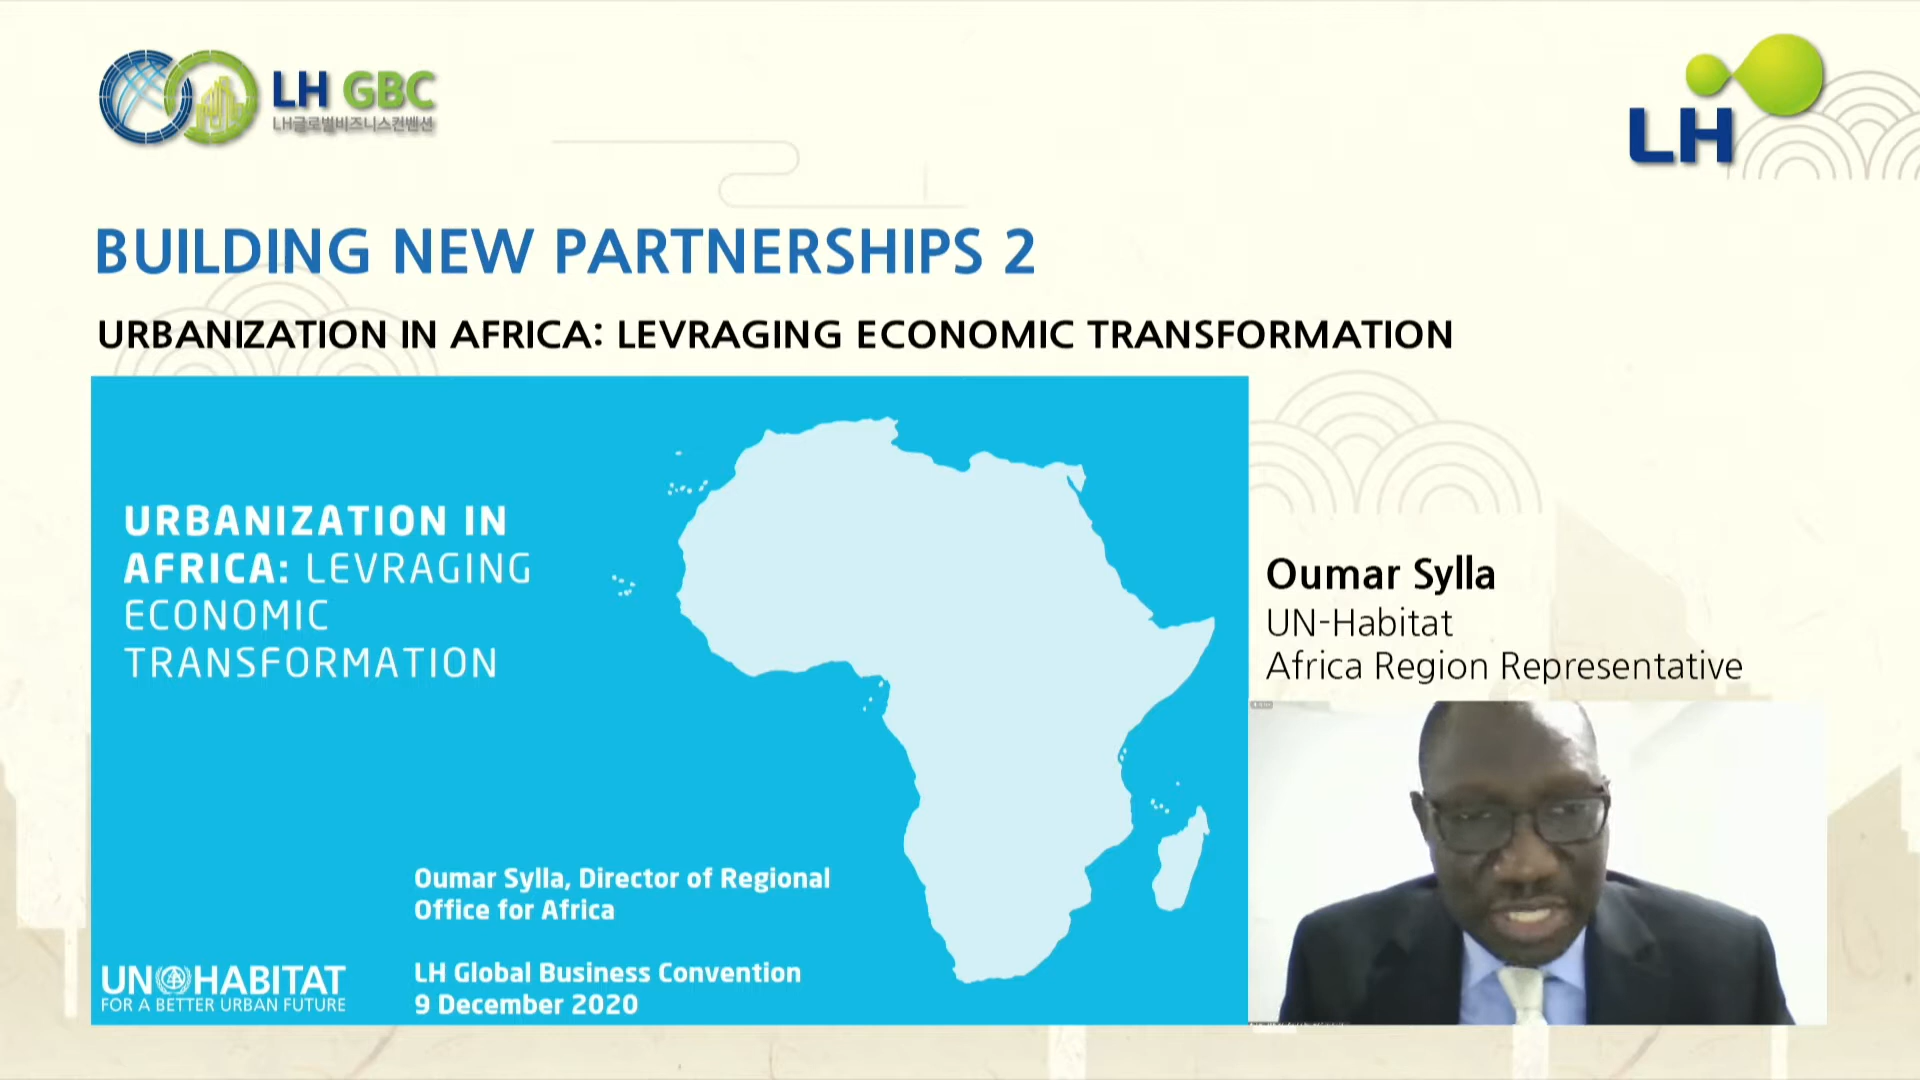 LH GBC
LH글로벌비즈니스컨벤션
LH
BUILDING NEW PARTNERSHIPS 2
URBANIZATION IN AFRICA: LEVRAGING ECONOMIC TRANSFORMATION
URBANIZATION IN
AFRICA: LEVRAGING
ECONOMIC
TRANSFORMATION
Oumar Sylla, Director of Regional
Office for Africa
LH Global Business Convention
9 December 2020
UN HABITAT
FOR A BETTER URBAN FUTURE
Oumar Sylla
UN-Habitat
Africa Region Representative